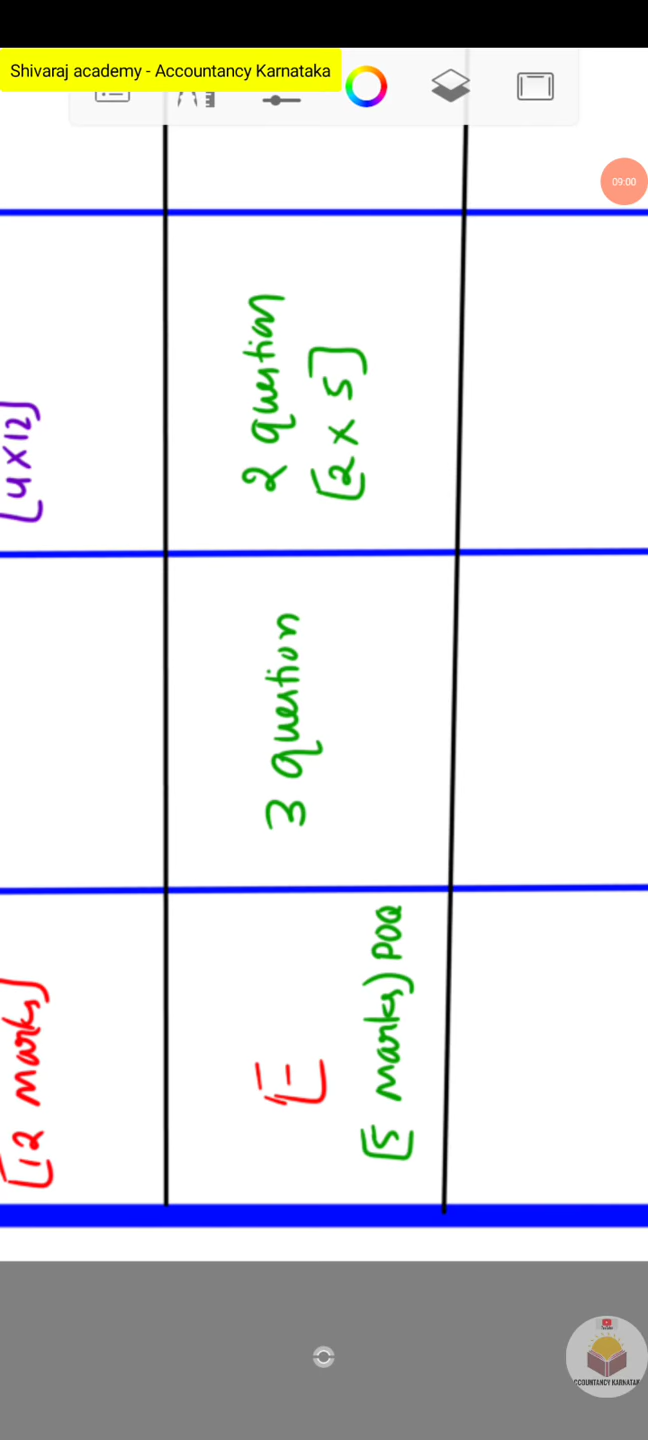 Shivaraj academy - Accountancy Karnataka
09:00
[12 marks]
[4x12]
E
[5 marks) POQ
3 question
2 question
[2 x 5]